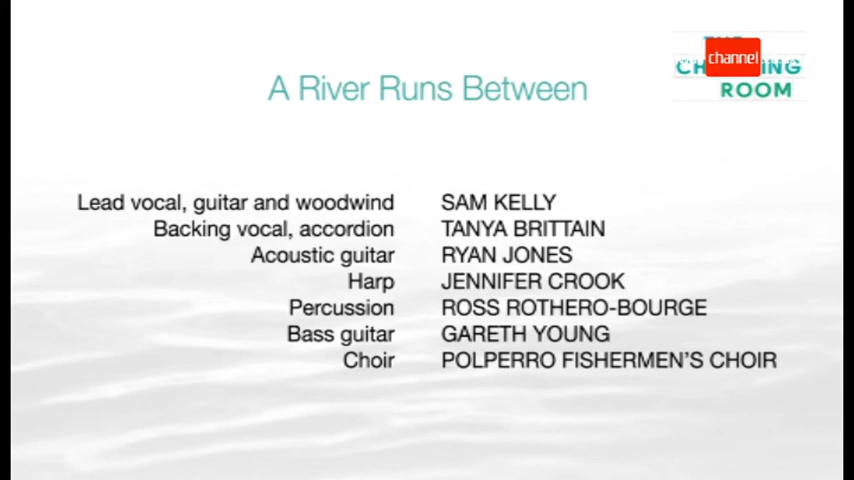 channel
ROOM
A River Runs Between
Lead vocal, guitar and woodwind SAM KELLY
Backing vocal, accordion TANYA BRITTAIN
Acoustic guitar RYAN JONES
Harp JENNIFER CROOK
Percussion ROSS ROTHERO-BOURGE
Bass guitar GARETH YOUNG
Choir POLPERRO FISHERMEN'S CHOIR